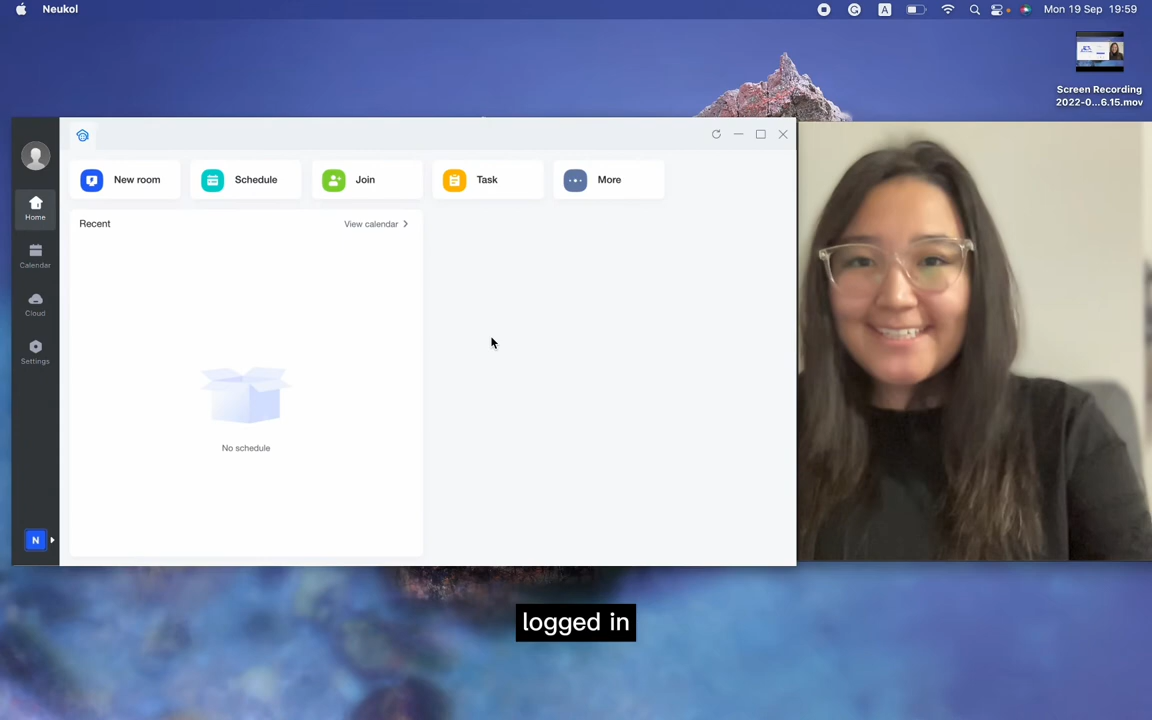 Neukol
A
Mon 19 Sep 19:59
Screen Recording
2022-0...6.15.mov
New room
Schedule
Join
Task
More
Home
Recent
View calendar
Calendar
Cloud
Settings
No schedule
N
logged in